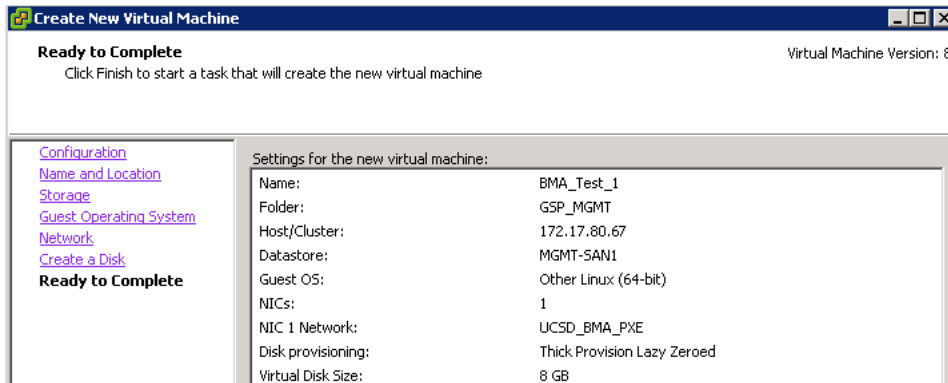 Create New Virtual Machine
Ready to Complete
Virtual Machine Version: 8
Click Finish to start a task that will create the new virtual machine
Configuration
Name and Location
Storage
Guest Operating System
Network
Create a Disk
Ready to Complete
Settings for the new virtual machine:
Name: BMA_Test_1
Folder: GSP_MGMT
Host/Cluster: 172.17.80.67
Datastore: MGMT-SAN1
Guest OS: Other Linux (64-bit)
NICs: 1
NIC 1 Network: UCSD_BMA_PXE
Disk provisioning: Thick Provision Lazy Zeroed
Virtual Disk Size: 8 GB